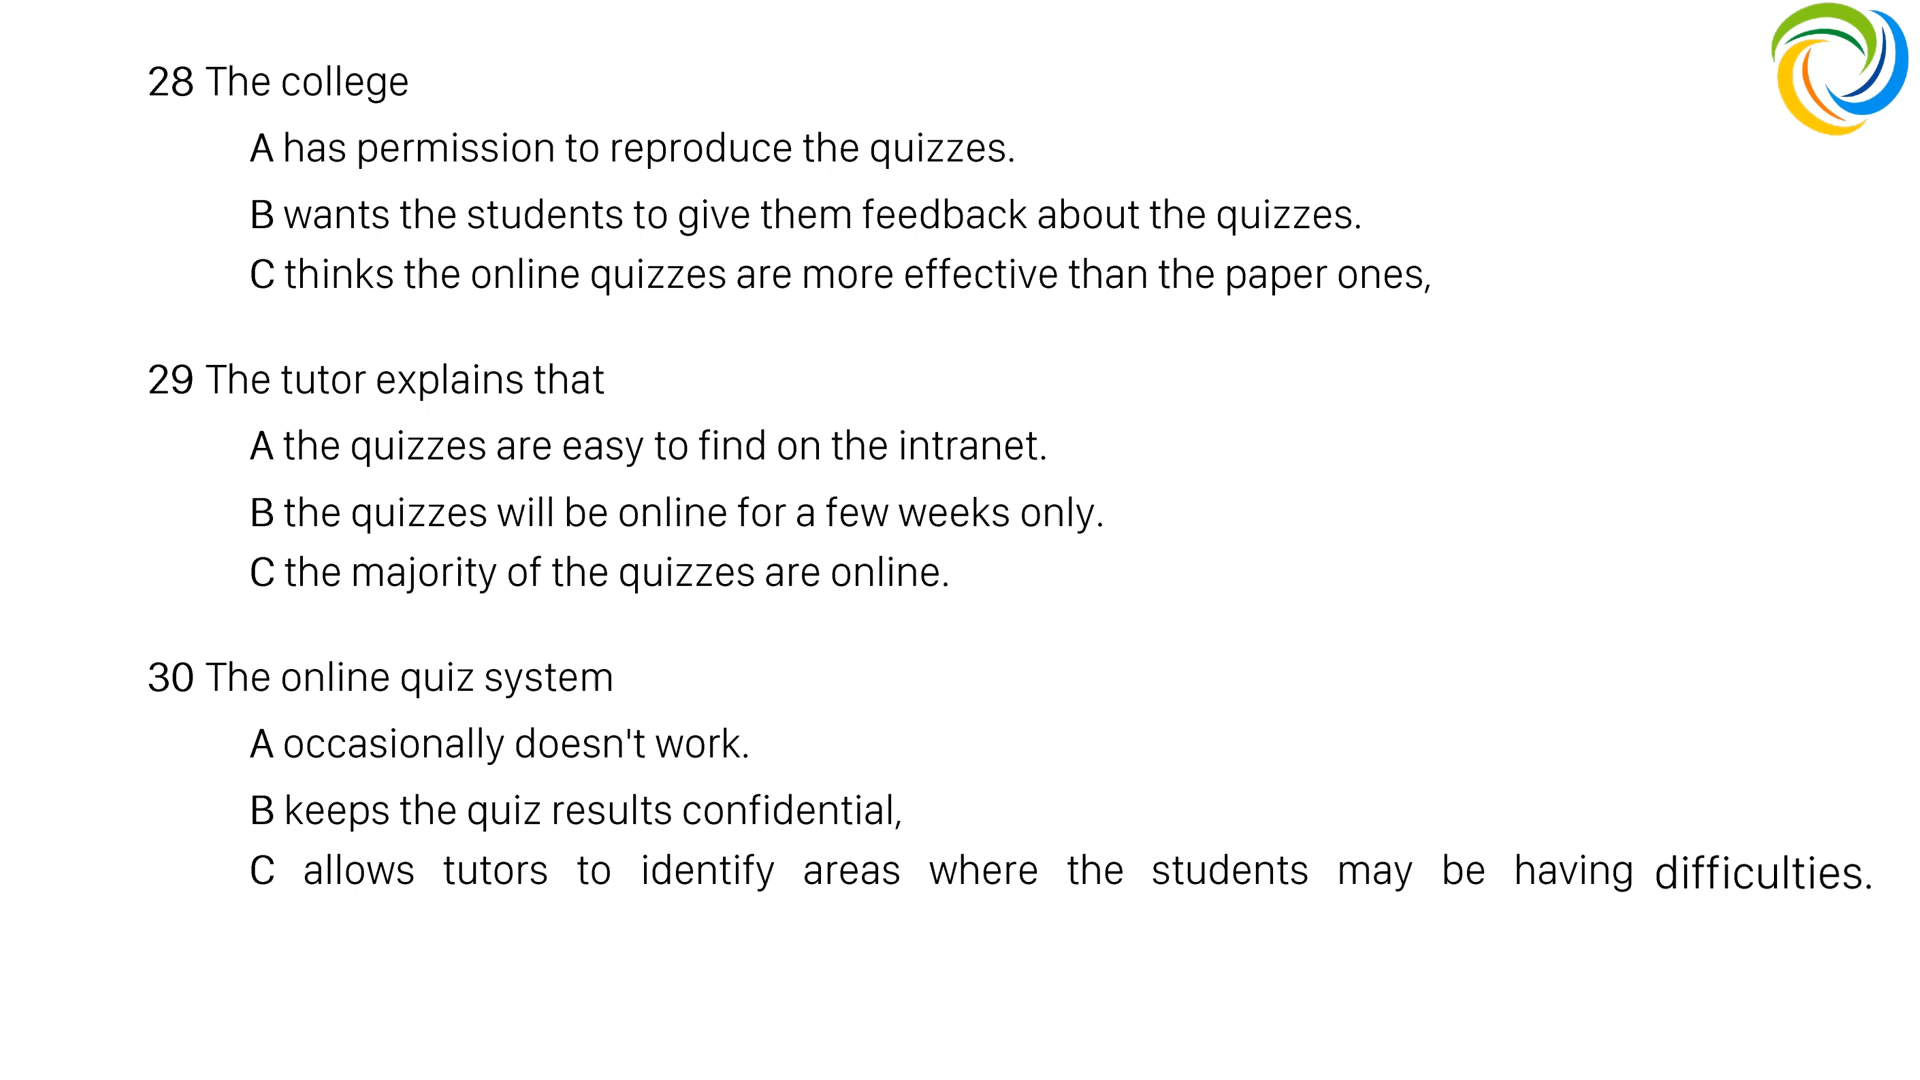 28 The college
A has permission to reproduce the quizzes.
B wants the students to give them feedback about the quizzes.
C thinks the online quizzes are more effective than the paper ones,
29 The tutor explains that
A the quizzes are easy to find on the intranet.
B the quizzes will be online for a few weeks only.
C the majority of the quizzes are online.
30 The online quiz system
A occasionally doesn't work.
B keeps the quiz results confidential,
C allows tutors to identify areas where the students may be having difficulties.